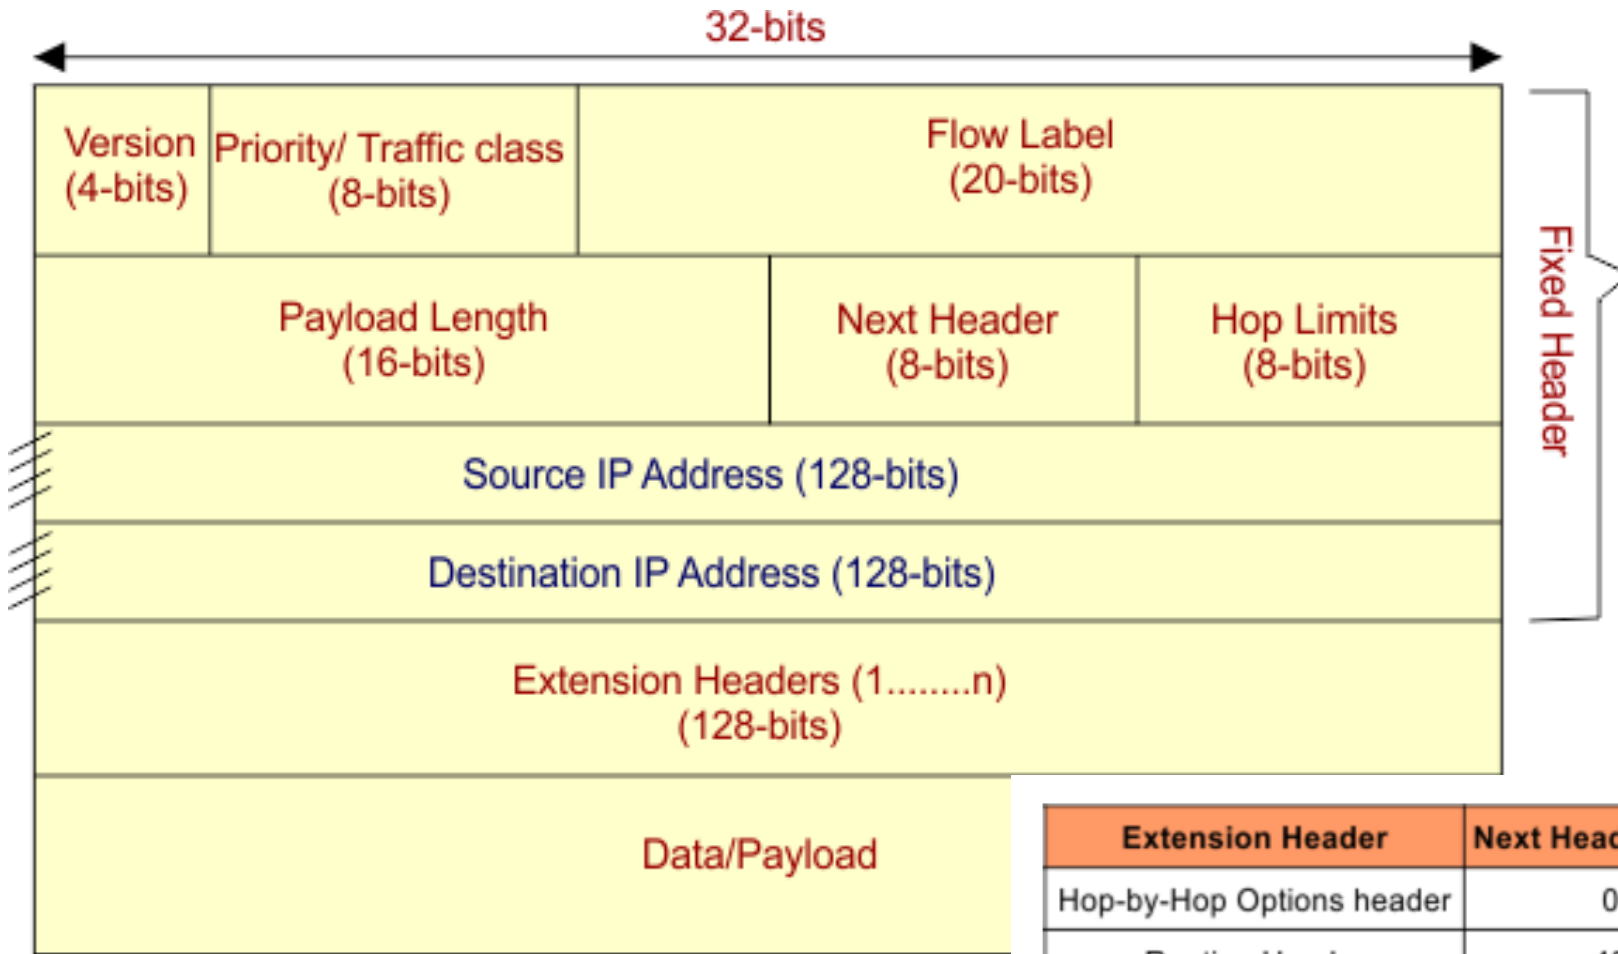 32-bits
Version
(4-bits)
Priority/ Traffic class
(8-bits)
Flow Label
(20-bits)
Payload Length
(16-bits)
Next Header
(8-bits)
Hop Limits
(8-bits)
Fixed Header
Source IP Address (128-bits)
Destination IP Address (128-bits)
Extension Headers (1........n)
(128-bits)
Data/Payload
Extension Header
Next
Hop-by-Hop Options header
0